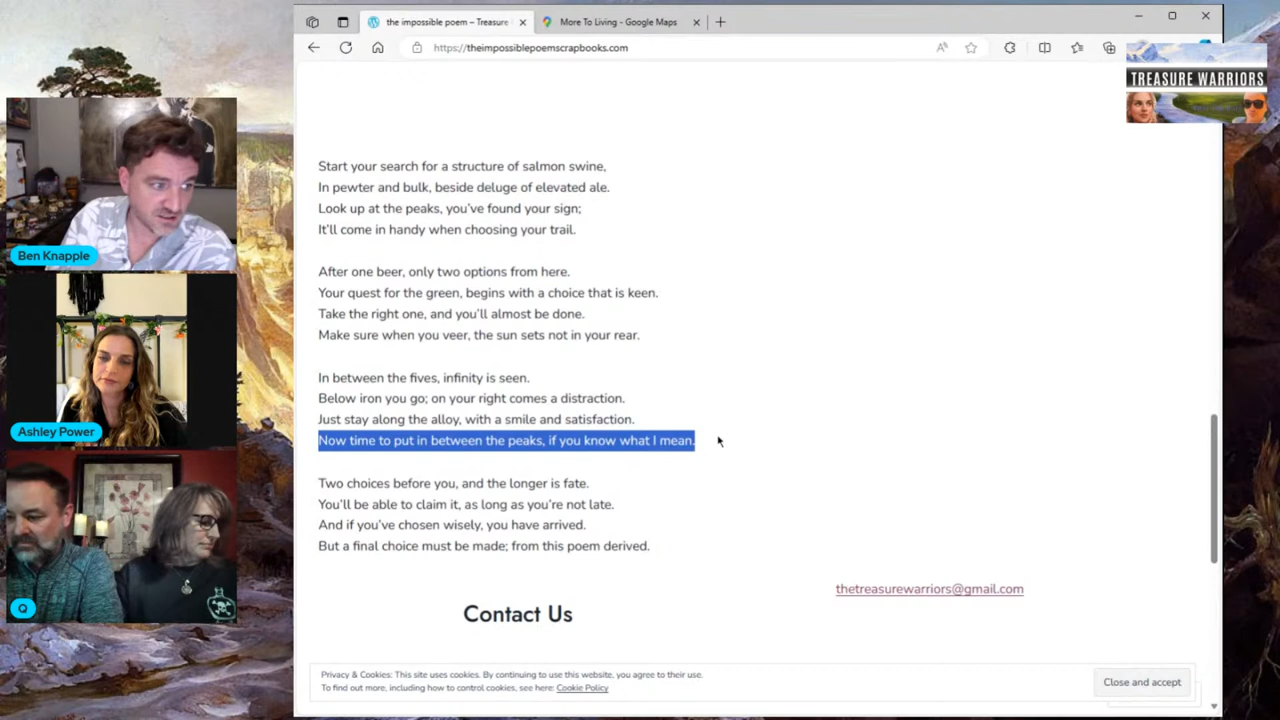 the impossible poem – Treasure
More To Living - Google Maps
https://theimpossiblepoemscrapbooks.com
TREASURE WARRIORS
Start your search for a structure of salmon swine,
In pewter and bulk, beside deluge of elevated ale.
Look up at the peaks, you’ve found your sign;
It’ll come in handy when choosing your trail.
After one beer, only two options from here.
Your quest for the green, begins with a choice that is keen.
Take the right one, and you’ll almost be done.
Make sure when you veer, the sun sets not in your rear.
In between the fives, infinity is seen.
Below iron you go; on your right comes a distraction.
Just stay along the alloy, with a smile and satisfaction.
Now time to put in between the peaks, if you know what I mean.
Two choices before you, and the longer is fate.
You’ll be able to claim it, as long as you’re not late.
And if you’ve chosen wisely, you have arrived.
But a final choice must be made; from this poem derived.
thetreasurewarriors@gmail.com
Contact Us
Privacy & Cookies: This site uses cookies. By continuing to use this website, you agree to their use.
To find out more, including how to control cookies, see here: Cookie Policy
Close and accept
Ben Knapple
Ashley Power
Q